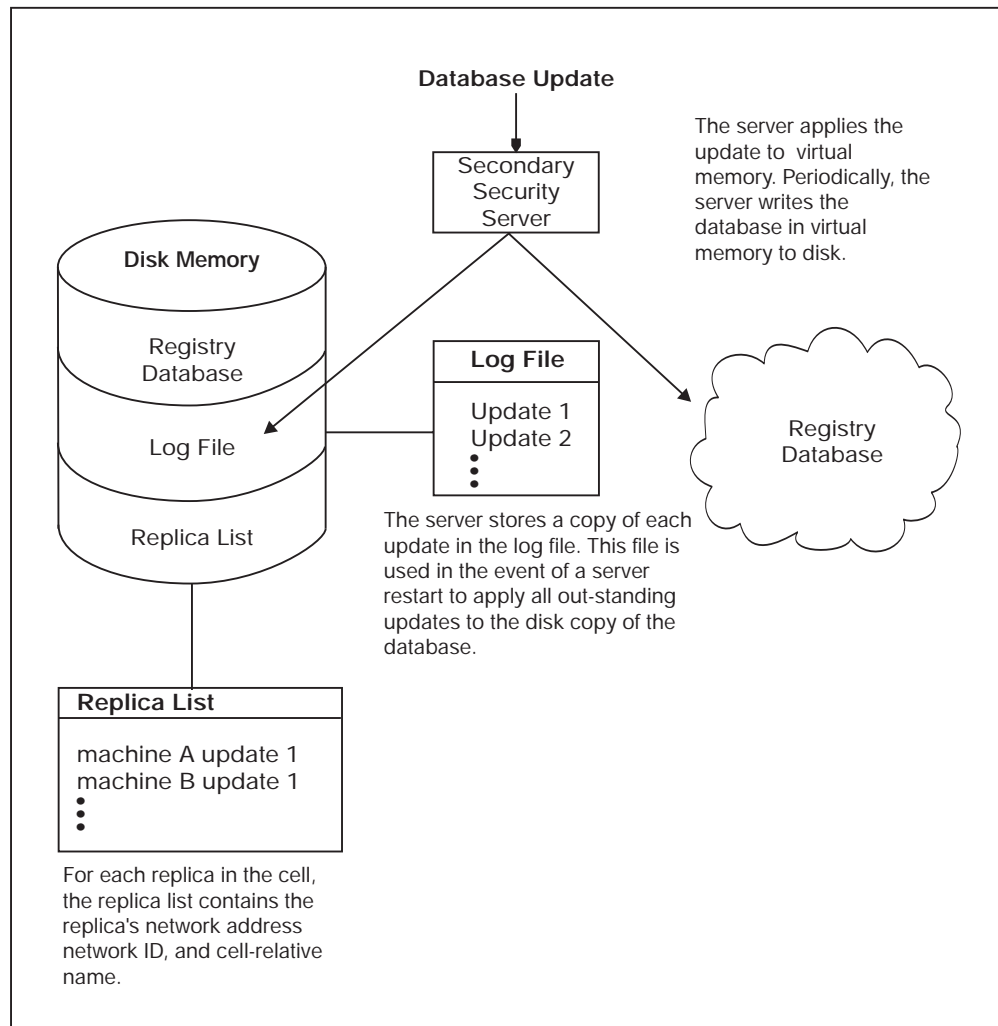 Database Update
Secondary
Security
Server
The server applies the
update to virtual
memory. Periodically, the
server writes the
database in virtual
memory to disk.
Disk Memory
Registry
Database
Log File
Replica List
Log File
Update 1
Update 2
Registry
Database
The server stores a copy of each
update in the log file. This file is
used in the event of a server
restart to apply all out-standing
updates to the disk copy of the
database.
Replica List
machine A update 1
machine B update 1
For each replica in the cell,
the replica list contains the
replica's network address
network ID, and cell-relative
name.